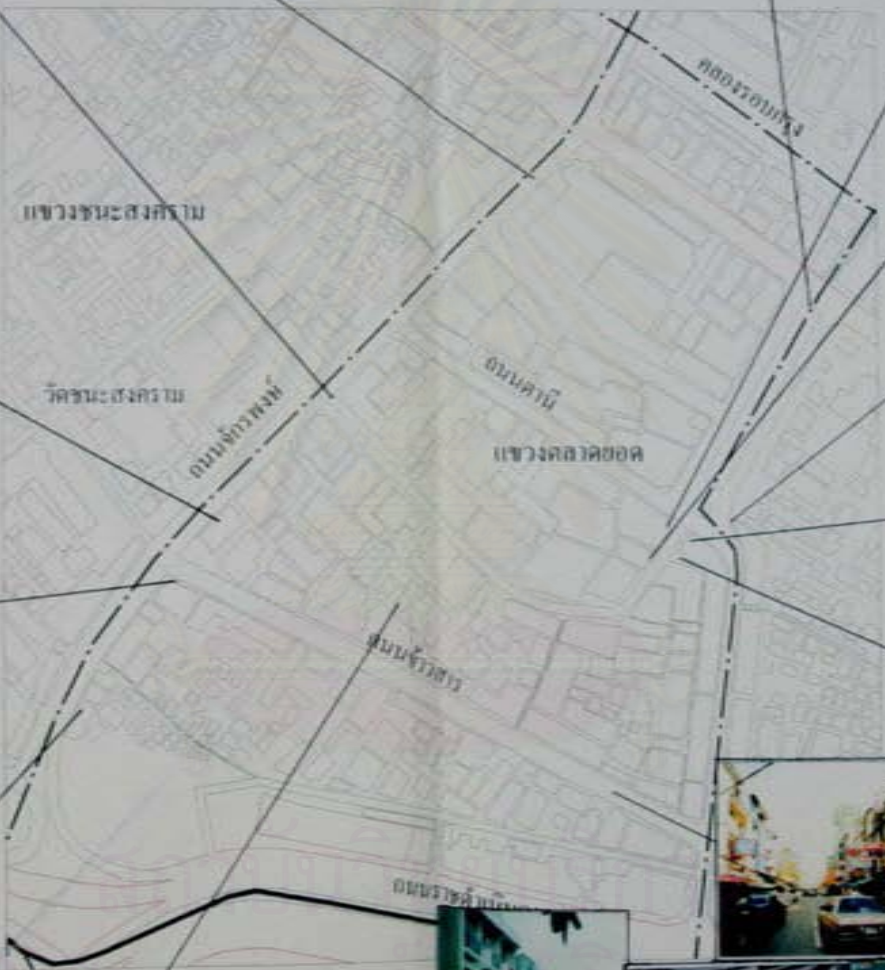 คลองรอบกรุง
แขวงชนะสงคราม
วัดชนะสงคราม
ถนนจักรพงษ์
ถนนตานี
แขวงตลาดยอด
ถนนข้าวสาร